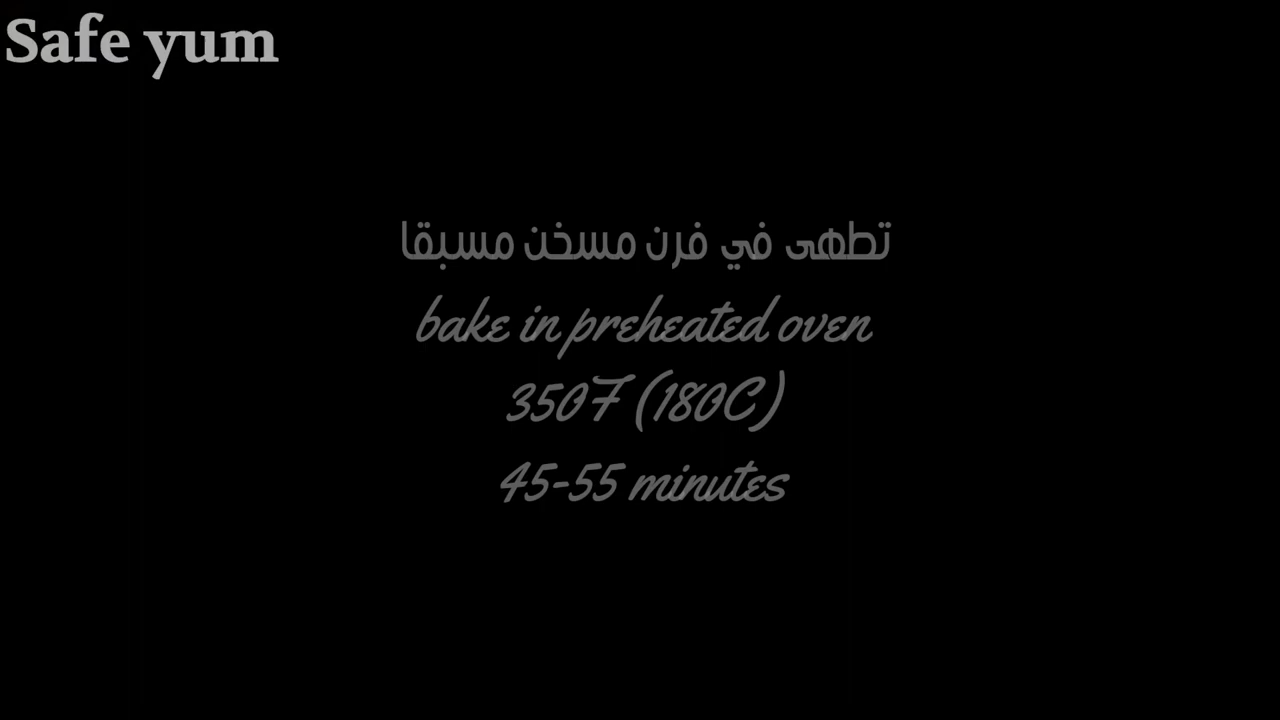 Safe yum
تطهى في فرن مسخن مسبقا
bake in preheated oven
350F (180C)
45-55 minutes